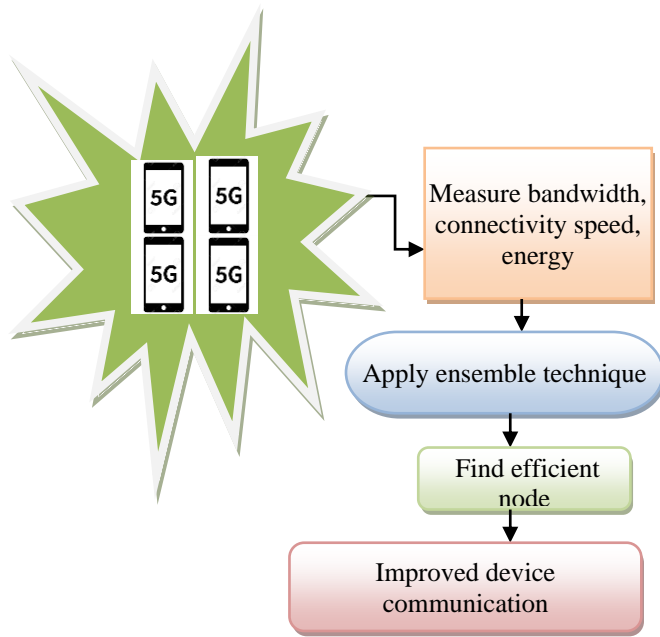 5G
5G
5G
5G
Measure bandwidth,
connectivity speed,
energy
Apply ensemble technique
Find efficient
node
Improved device
communication